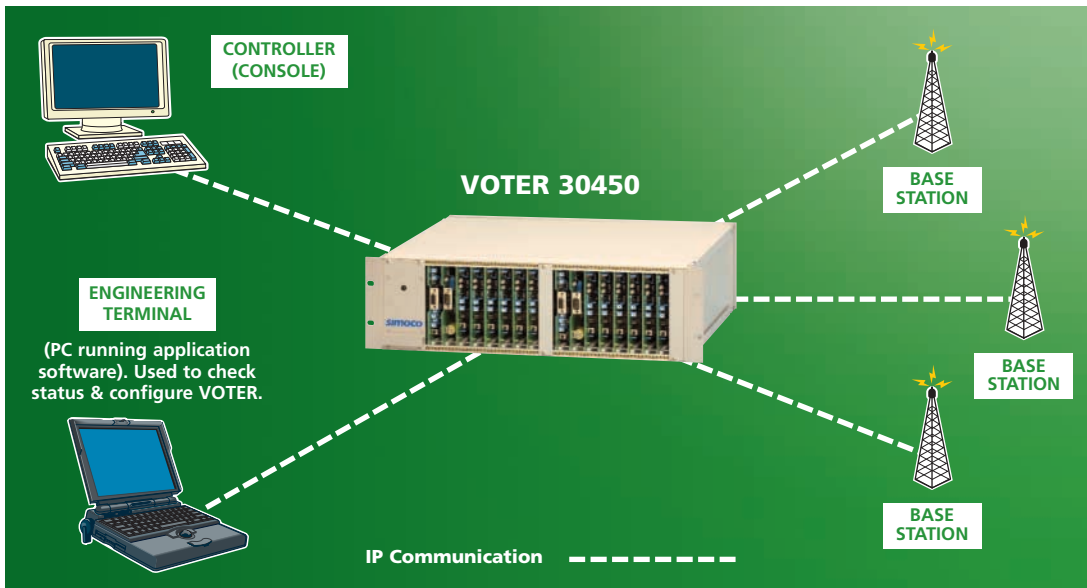 CONTROLLER
(CONSOLE)
VOTER 30450
BASE
STATION
ENGINEERING
TERMINAL
(PC running application
software). Used to check
status & configure VOTER.
simoco
BASE
STATION
BASE
STATION
IP Communication